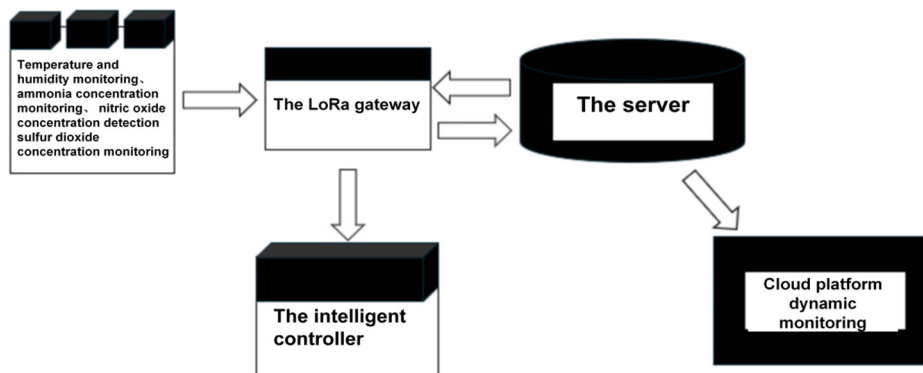 Temperature and
humidity monitoring、
ammonia concentration
monitoring、 nitric oxide
concentration detection
sulfur dioxide
concentration monitoring
The LoRa gateway
The server
The intelligent
controller
Cloud platform
dynamic
monitoring